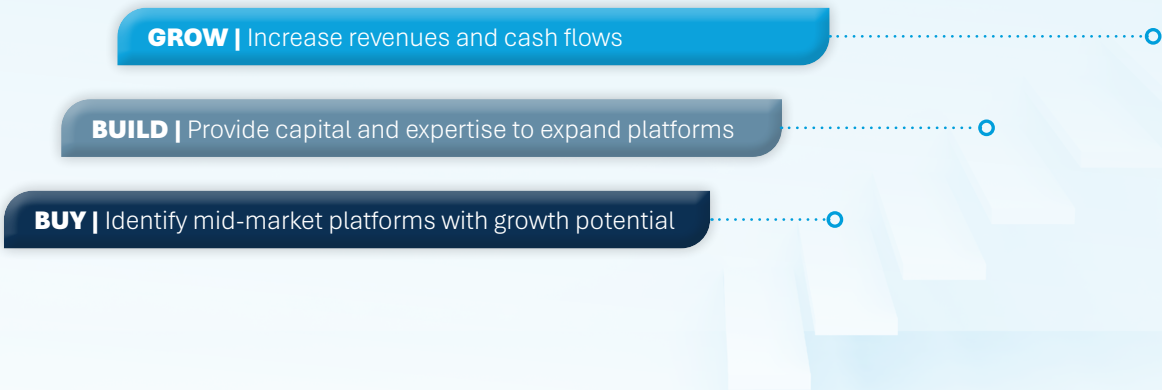 GROW | Increase revenues and cash flows
BUILD | Provide capital and expertise to expand platforms
BUY | Identify mid-market platforms with growth potential